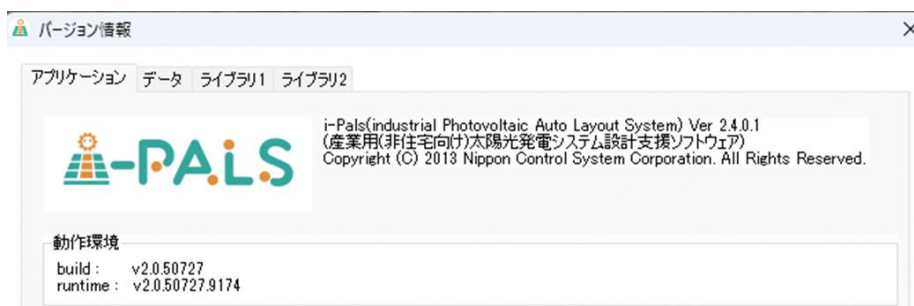 バージョン情報
アプリケーション データ ライブラリ1 ライブラリ2
i-PALS
i-Pals(industrial Photovoltaic Auto Layout System) Ver 2.4.0.1
(産業用(非住宅向け)太陽光発電システム設計支援ソフトウェア)
Copyright (C) 2013 Nippon Control System Corporation. All Rights Reserved.
動作環境
build : v2.0.50727
runtime : v2.0.50727.9174